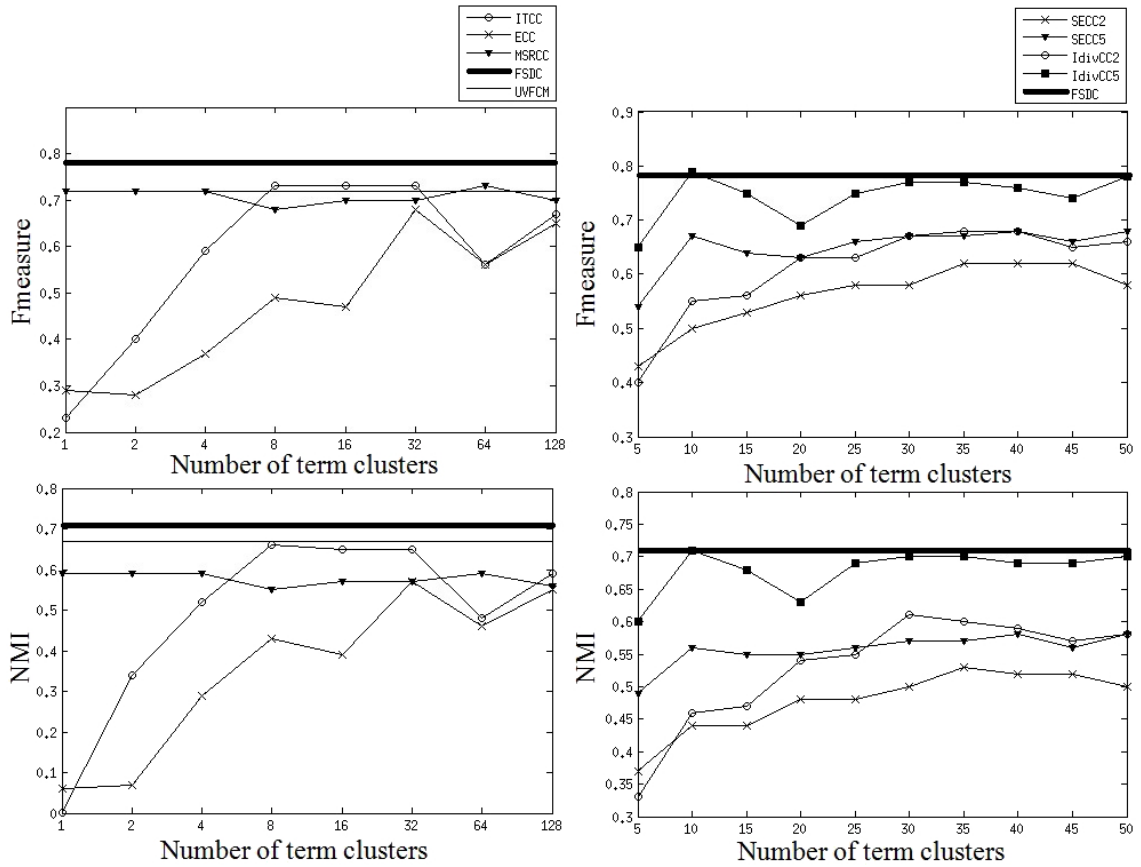 ITCC
ECC
MSRCC
FSDC
UVFCM
0.8
0.7
0.6
0.5
0.4
0.3
0.2
Fmeasure
1 2 4 8 16 32 64 128
Number of term clusters
SECC2
SECC5
IdivCC2
IdivCC5
FSDC
0.9
0.8
0.7
0.6
0.5
0.4
0.3
Fmeasure
5 10 15 20 25 30 35 40 45 50
Number of term clusters
0.8
0.7
0.6
0.5
0.4
0.3
0.2
0.1
0
NMI
1 2 4 8 16 32 64 128
Number of term clusters
0.8
0.75
0.7
0.65
0.6
0.55
0.5
0.45
0.4
0.35
0.3
NMI
5 10 15 20 25 30 35 40 45 50
Number of term clusters